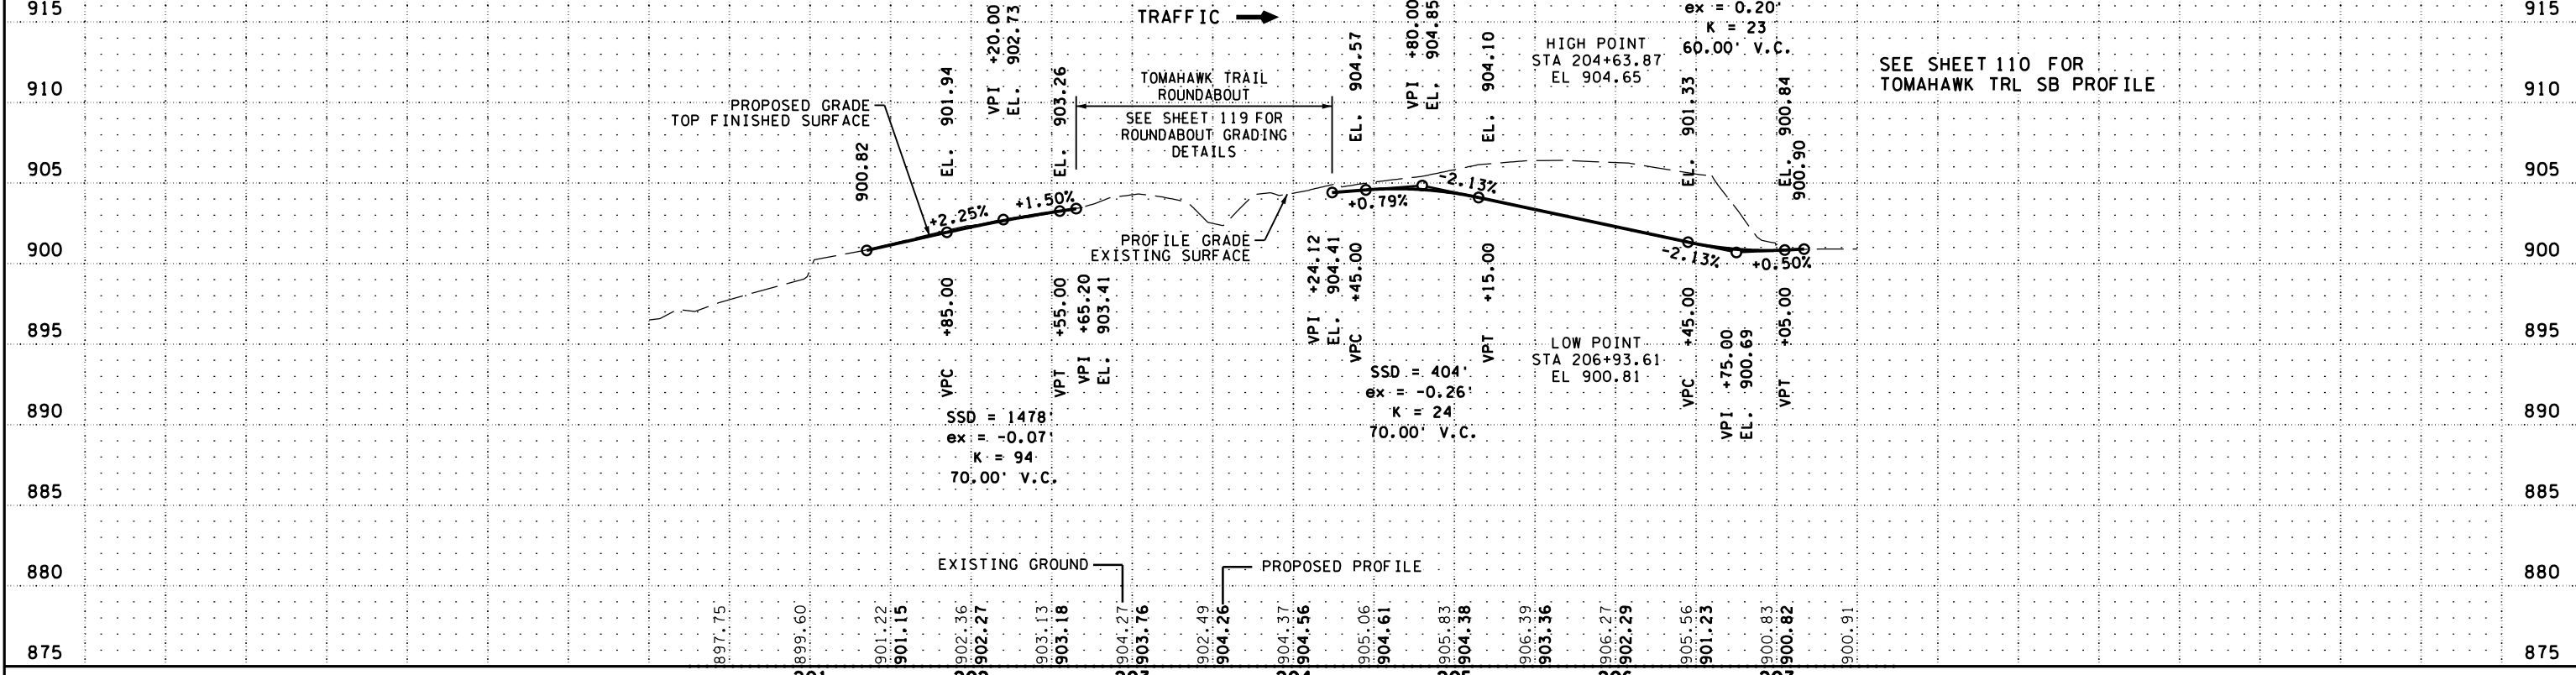 915
TRAFFIC
ex = 0.20'
K = 23
60.00' V.C.
915
VPI +20.00
EL. 902.73
VPI +80.00
EL. 904.85
HIGH POINT
STA 204+63.87
EL 904.65
SEE SHEET 110 FOR
TOMAHAWK TRL SB PROFILE
910
910
PROPOSED GRADE
TOP FINISHED SURFACE
EL. 901.94
EL. 903.26
TOMAHAWK TRAIL
ROUNDABOUT
SEE SHEET 119 FOR
ROUNDABOUT GRADING
DETAILS
EL. 904.57
EL. 904.10
EL. 901.33
EL. 900.84
900.90
905
905
900.82
+2.25%
+1.50%
+0.79%
-2.13%
-2.13%
+0.50%
900
900
PROFILE GRADE
EXISTING SURFACE
VPC +85.00
VPT +55.00
VPI +65.20
EL. 903.41
VPI +24.12
EL. 904.41
VPC +45.00
VPT +15.00
VPC +45.00
VPI +75.00
EL. 900.69
VPT +05.00
895
895
LOW POINT
STA 206+93.61
EL 900.81
SSD = 404'
ex = -0.26'
K = 24
70.00' V.C.
890
890
SSD = 1478'
ex = -0.07'
K = 94
70.00' V.C.
885
885
EXISTING GROUND
PROPOSED PROFILE
880
880
897.75
899.60
901.22
901.15
902.36
902.27
903.13
903.18
904.27
903.76
902.49
904.26
904.37
904.56
905.06
904.61
905.83
904.38
906.39
903.36
906.27
902.29
905.56
901.23
900.83
900.82
900.91
875
875